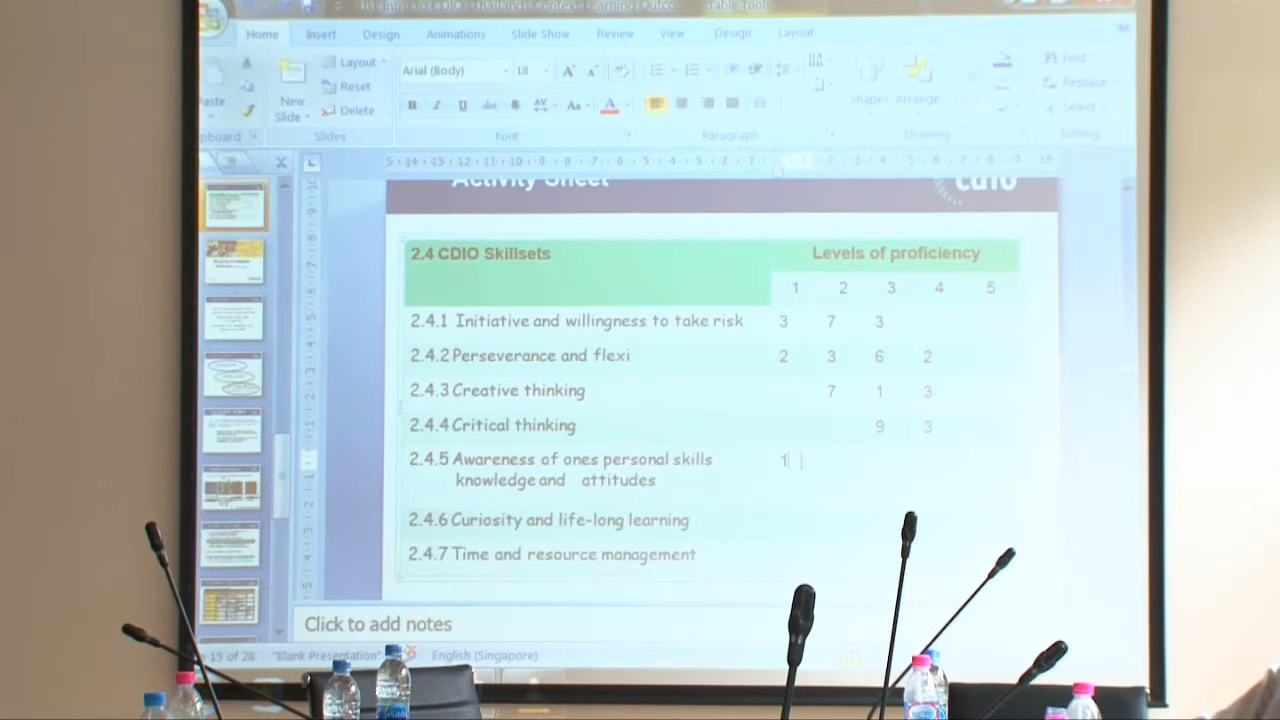 Home Insert Design Animations Slide Show Review View Design Layout
Layout
Reset
Delete
New
Slide
Slides
Arial (Body) 18
Font
Paragraph
Shapes Arrange
Drawing
Find
Replace
Select
Editing
Activity Sheet
cdio
2.4 CDIO Skillsets Levels of proficiency
1 2 3 4 5
2.4.1 Initiative and willingness to take risk 3 7 3
2.4.2 Perseverance and flexi 2 3 6 2
2.4.3 Creative thinking 7 1 3
2.4.4 Critical thinking 9 3
2.4.5 Awareness of ones personal skills 1
knowledge and attitudes
2.4.6 Curiosity and life-long learning
2.4.7 Time and resource management
Click to add notes
15 of 28 "Blank Presentation" English (Singapore)